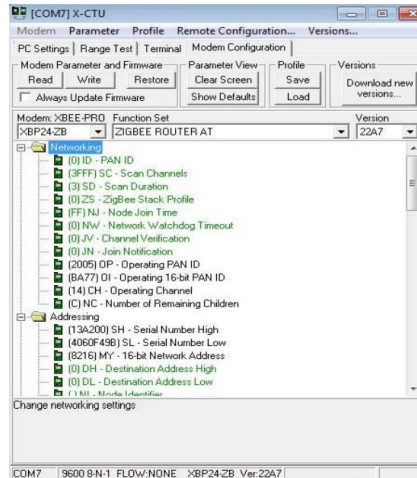 [COM7] X-CTU
Modem Parameter Profile Remote Configuration... Versions...
PC Settings Range Test Terminal Modem Configuration
Modem Parameter and Firmware Parameter View Profile Versions
Read Write Restore Clear Screen Save Download new versions...
Always Update Firmware Show Defaults Load
Modem: XBEE-PRO Function Set Version
XBP24-ZB ZIGBEE ROUTER AT 22A7
Networking
(0) ID - PAN ID
(3FFF) SC - Scan Channels
(3) SD - Scan Duration
(0) ZS - ZigBee Stack Profile
(FF) NJ - Node Join Time
(0) NW - Network Watchdog Timeout
(0) JV - Channel Verification
(0) JN - Join Notification
(2005) OP - Operating PAN ID
(BA77) OI - Operating 16-bit PAN ID
(14) CH - Operating Channel
(C) NC - Number of Remaining Children
Addressing
(13A200) SH - Serial Number High
(4060F49B) SL - Serial Number Low
(8216) MY - 16-bit Network Address
(0) DH - Destination Address High
(0) DL - Destination Address Low
( ) NI - Node Identifier
Change networking settings
COM7 9600 8-N-1 FLOW:NONE XBP24-ZB Ver:22A7